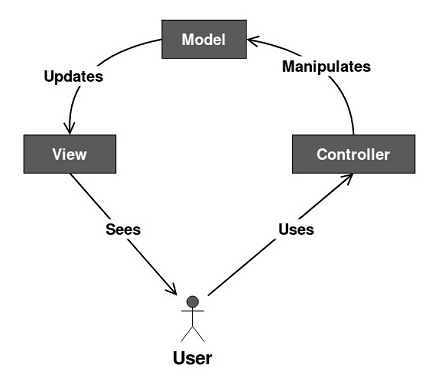 Model
Updates
Manipulates
View
Controller
Sees
Uses
User